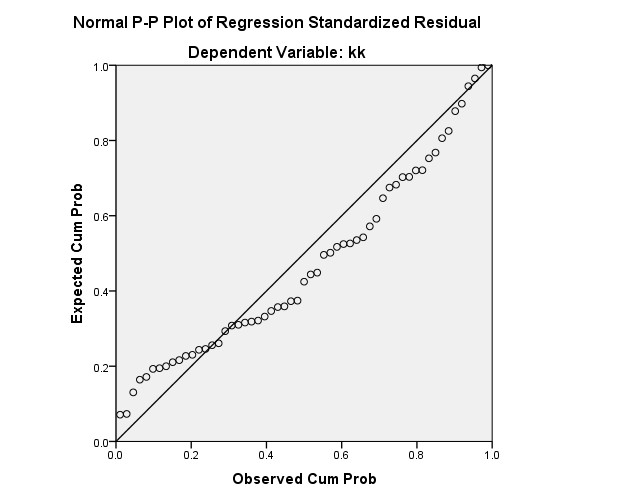 Normal P-P Plot of Regression Standardized Residual
Dependent Variable: kk
1.0
0.8
0.6
0.4
0.2
0.0
Expected Cum Prob
0.0 0.2 0.4 0.6 0.8 1.0
Observed Cum Prob